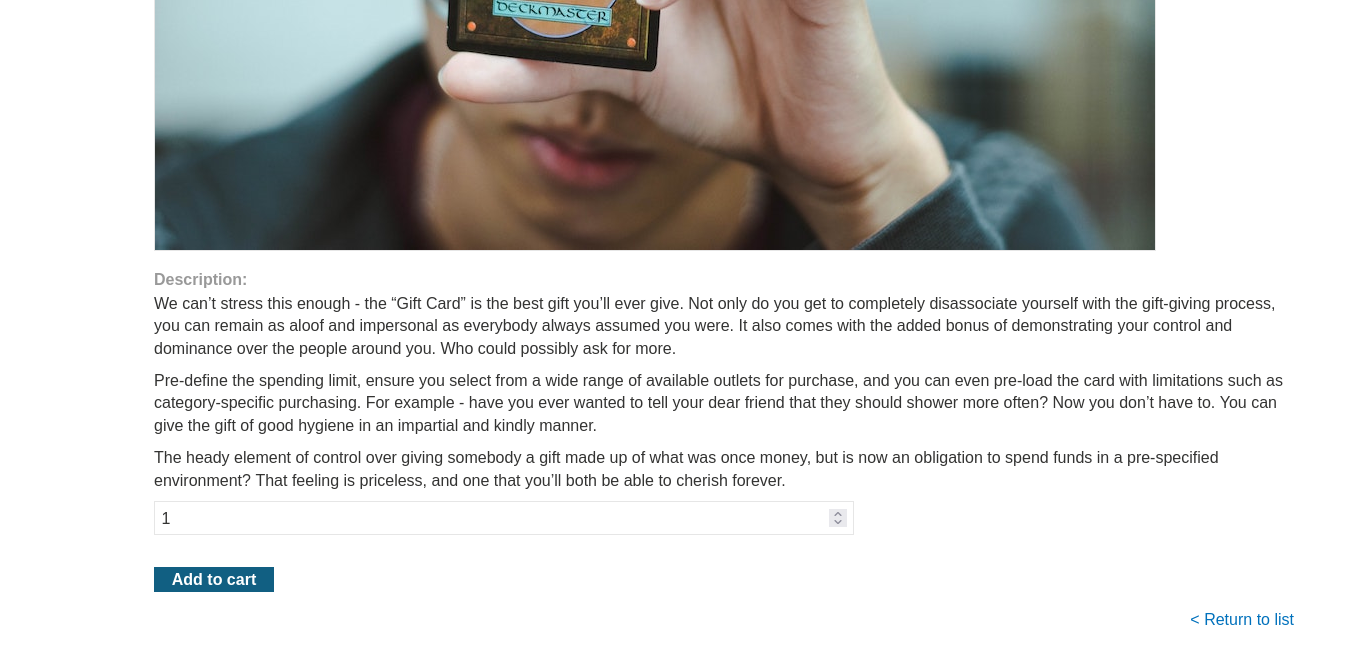 DECKMASTER
Description:
We can’t stress this enough - the “Gift Card” is the best gift you’ll ever give. Not only do you get to completely disassociate yourself with the gift-giving process,
you can remain as aloof and impersonal as everybody always assumed you were. It also comes with the added bonus of demonstrating your control and
dominance over the people around you. Who could possibly ask for more.
Pre-define the spending limit, ensure you select from a wide range of available outlets for purchase, and you can even pre-load the card with limitations such as
category-specific purchasing. For example - have you ever wanted to tell your dear friend that they should shower more often? Now you don’t have to. You can
give the gift of good hygiene in an impartial and kindly manner.
The heady element of control over giving somebody a gift made up of what was once money, but is now an obligation to spend funds in a pre-specified
environment? That feeling is priceless, and one that you’ll both be able to cherish forever.
1
Add to cart
< Return to list